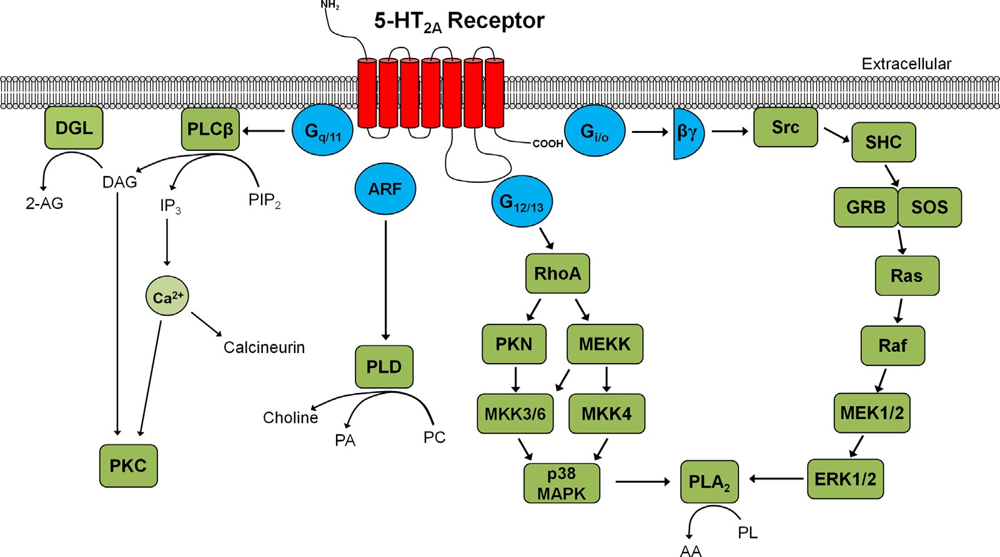 NH2
5-HT2A Receptor
Extracellular
DGL
PLCβ
Gq/11
COOH
Gi/o
βγ
Src
SHC
DAG
2-AG
IP3
PIP2
ARF
G12/13
GRB
SOS
RhoA
Ras
Ca2+
Calcineurin
PKN
MEKK
Raf
PLD
Choline
PA
PC
MKK3/6
MKK4
MEK1/2
PKC
p38
MAPK
PLA2
ERK1/2
PL
AA